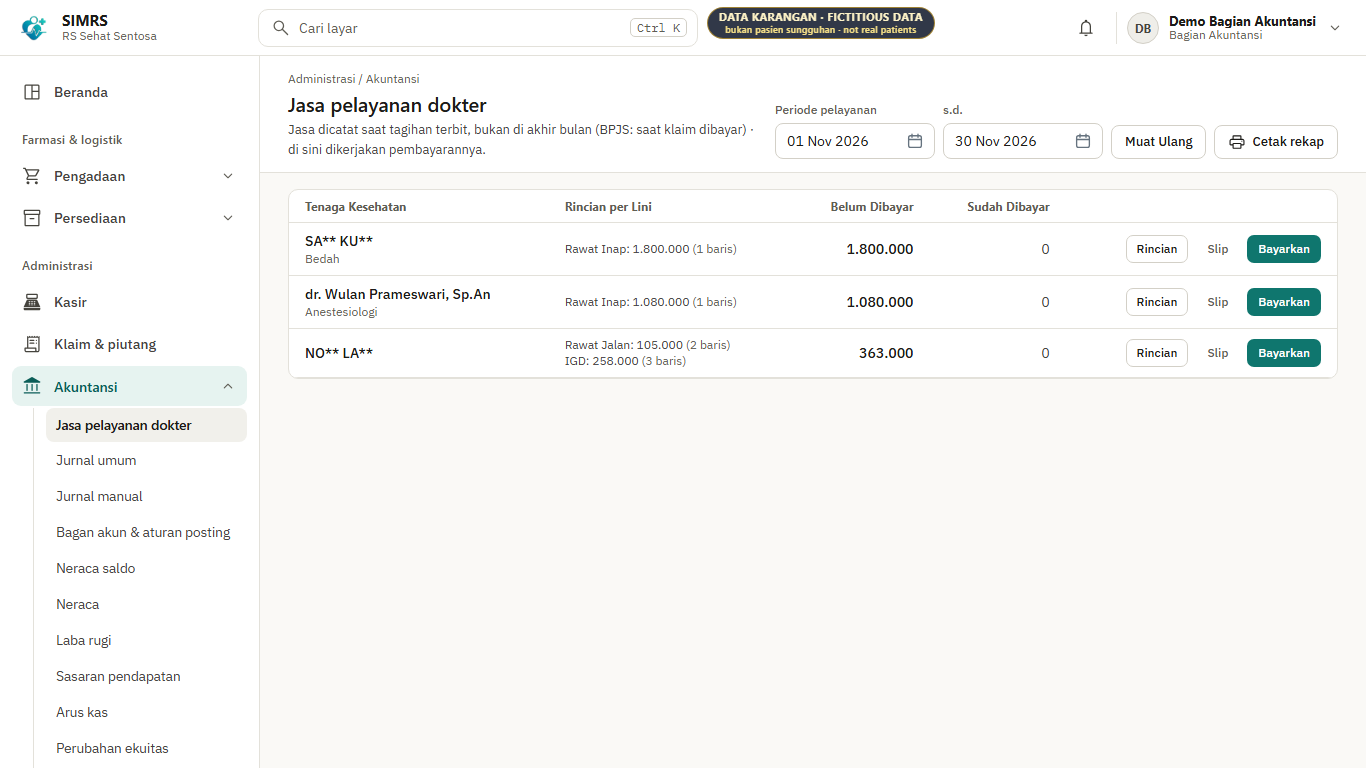 SIMRS
RS Sehat Sentosa
Cari layar
Ctrl K
DATA KARANGAN - FICTITIOUS DATA
bukan pasien sungguhan - not real patients
DB
Demo Bagian Akuntansi
Bagian Akuntansi
Beranda
Farmasi & logistik
Pengadaan
Persediaan
Administrasi
Kasir
Klaim & piutang
Akuntansi
Jasa pelayanan dokter
Jurnal umum
Jurnal manual
Bagan akun & aturan posting
Neraca saldo
Neraca
Laba rugi
Sasaran pendapatan
Arus kas
Perubahan ekuitas
Administrasi / Akuntansi
Jasa pelayanan dokter
Jasa dicatat saat tagihan terbit, bukan di akhir bulan (BPJS: saat klaim dibayar) ·
di sini dikerjakan pembayarannya.
Periode pelayanan
01 Nov 2026
s.d.
30 Nov 2026
Muat Ulang
Cetak rekap
Tenaga Kesehatan Rincian per Lini Belum Dibayar Sudah Dibayar
SA** KU**
Bedah
Rawat Inap: 1.800.000 (1 baris) 1.800.000 0 Rincian Slip Bayarkan
dr. Wulan Prameswari, Sp.An
Anestesiologi
Rawat Inap: 1.080.000 (1 baris) 1.080.000 0 Rincian Slip Bayarkan
NO** LA**
Rawat Jalan: 105.000 (2 baris)
IGD: 258.000 (3 baris)
363.000 0 Rincian Slip Bayarkan